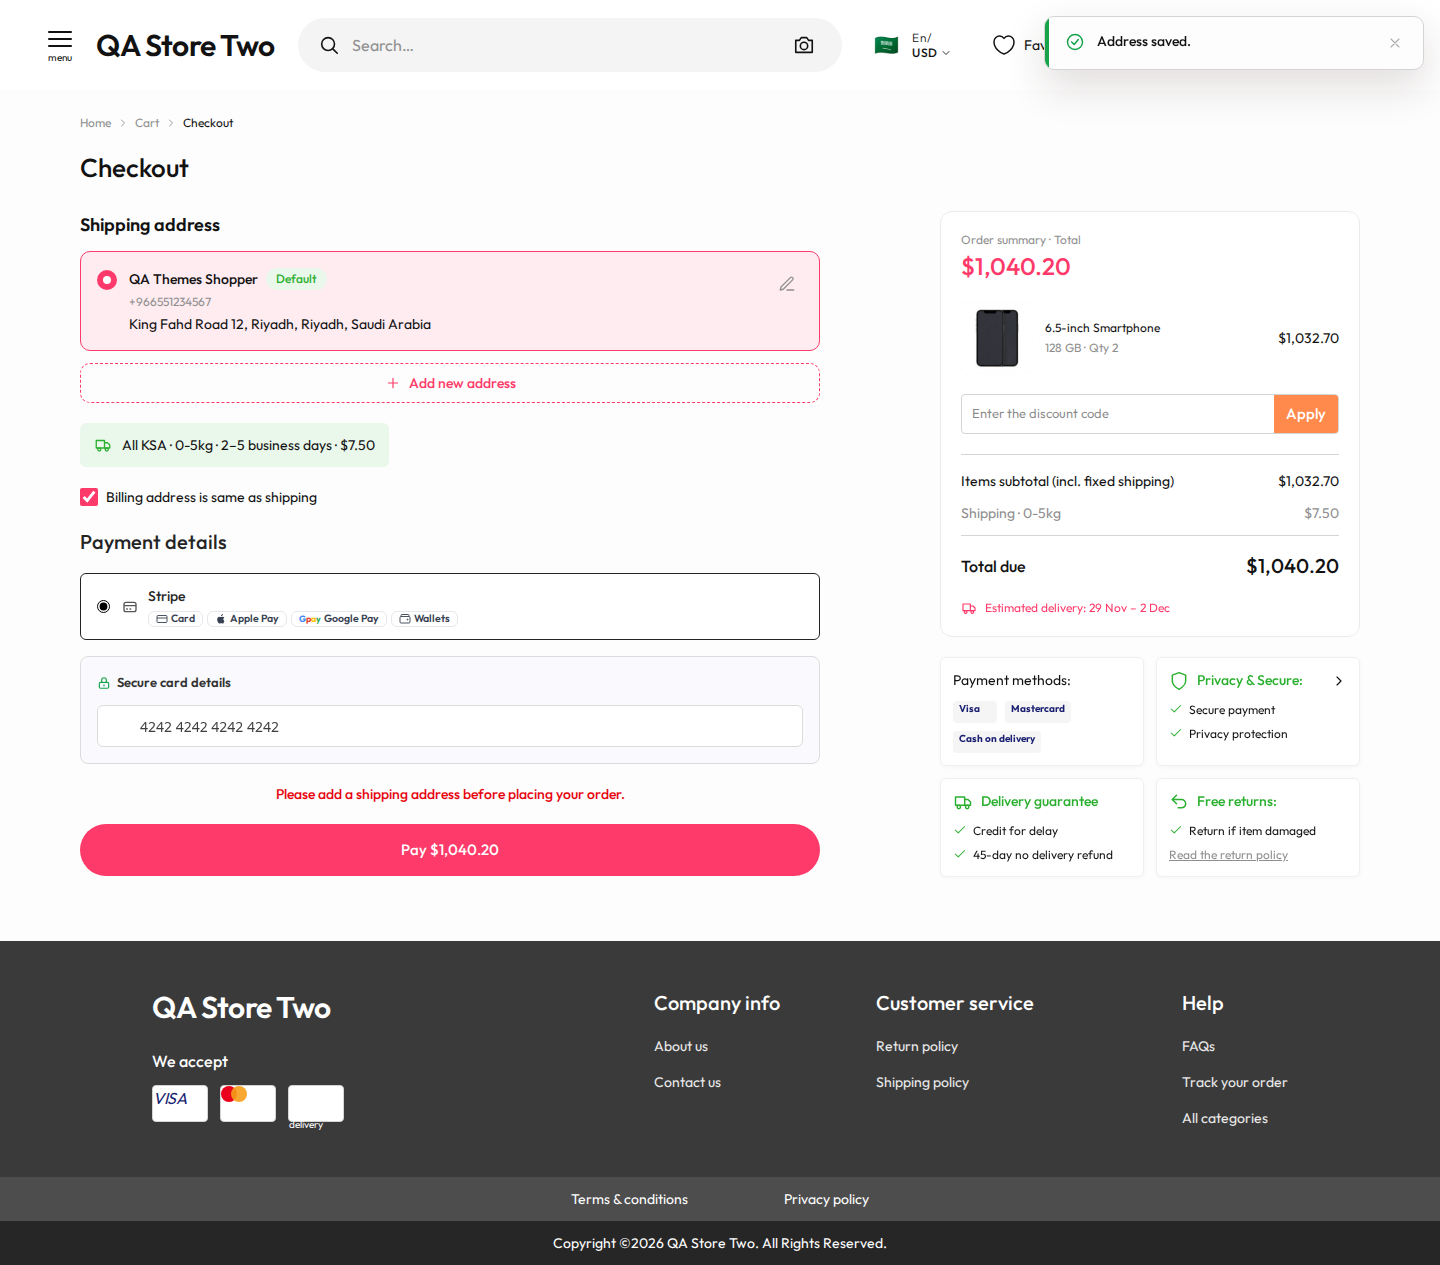 menu
QA Store Two
Search...
En/
USD
Fav
Address saved.
Home
Cart
Checkout
Checkout
Shipping address
QA Themes Shopper
Default
+966551234567
King Fahd Road 12, Riyadh, Riyadh, Saudi Arabia
Add new address
All KSA · 0-5kg · 2–5 business days · $7.50
Billing address is same as shipping
Payment details
Stripe
Card
Apple Pay
G pay Google Pay
Wallets
Secure card details
4242 4242 4242 4242
Please add a shipping address before placing your order.
Pay $1,040.20
Order summary · Total
$1,040.20
6.5-inch Smartphone
128 GB · Qty 2
$1,032.70
Enter the discount code
Apply
Items subtotal (incl. fixed shipping)
$1,032.70
Shipping · 0-5kg
$7.50
Total due
$1,040.20
Estimated delivery: 29 Nov – 2 Dec
Payment methods:
Visa
Mastercard
Cash on delivery
Privacy & Secure:
Secure payment
Privacy protection
Delivery guarantee
Credit for delay
45-day no delivery refund
Free returns:
Return if item damaged
Read the return policy
QA Store Two
We accept
VISA
delivery
Company info
About us
Contact us
Customer service
Return policy
Shipping policy
Help
FAQs
Track your order
All categories
Terms & conditions
Privacy policy
Copyright ©2026 QA Store Two. All Rights Reserved.